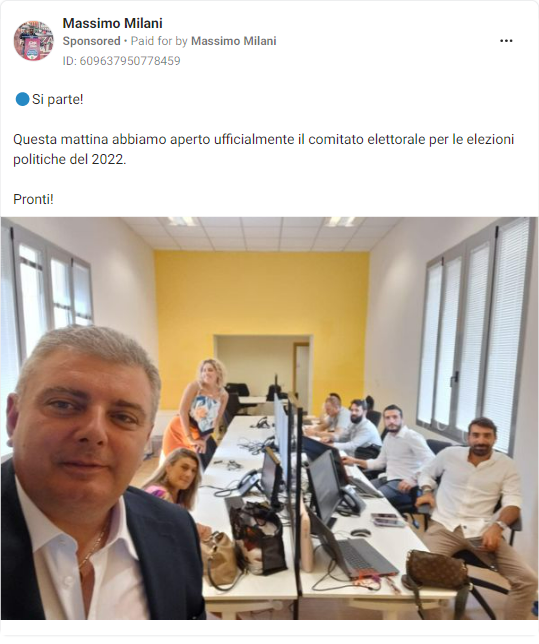 Massimo Milani
Sponsored • Paid for by Massimo Milani
ID: 609637950778459
Si parte!
Questa mattina abbiamo aperto ufficialmente il comitato elettorale per le elezioni
politiche del 2022.
Pronti!